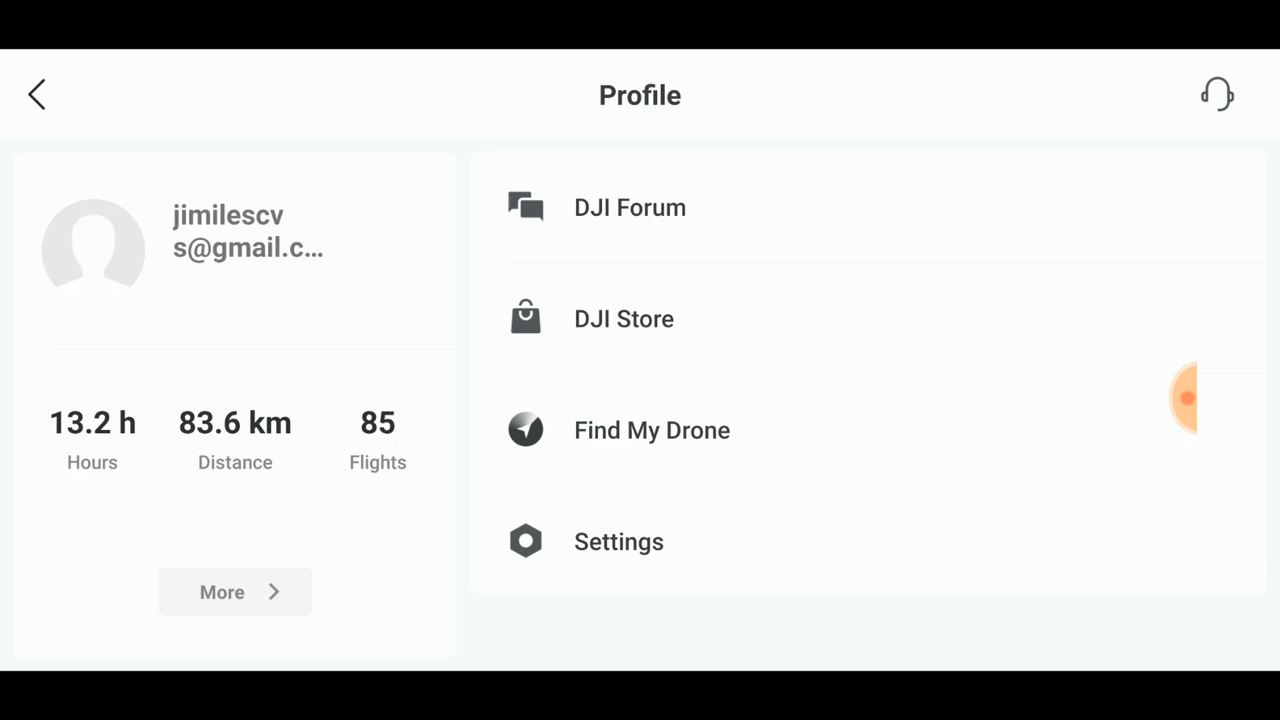 Profile
jimilescv
s@gmail.c...
13.2 h
Hours
83.6 km
Distance
85
Flights
More
DJI Forum
DJI Store
Find My Drone
Settings